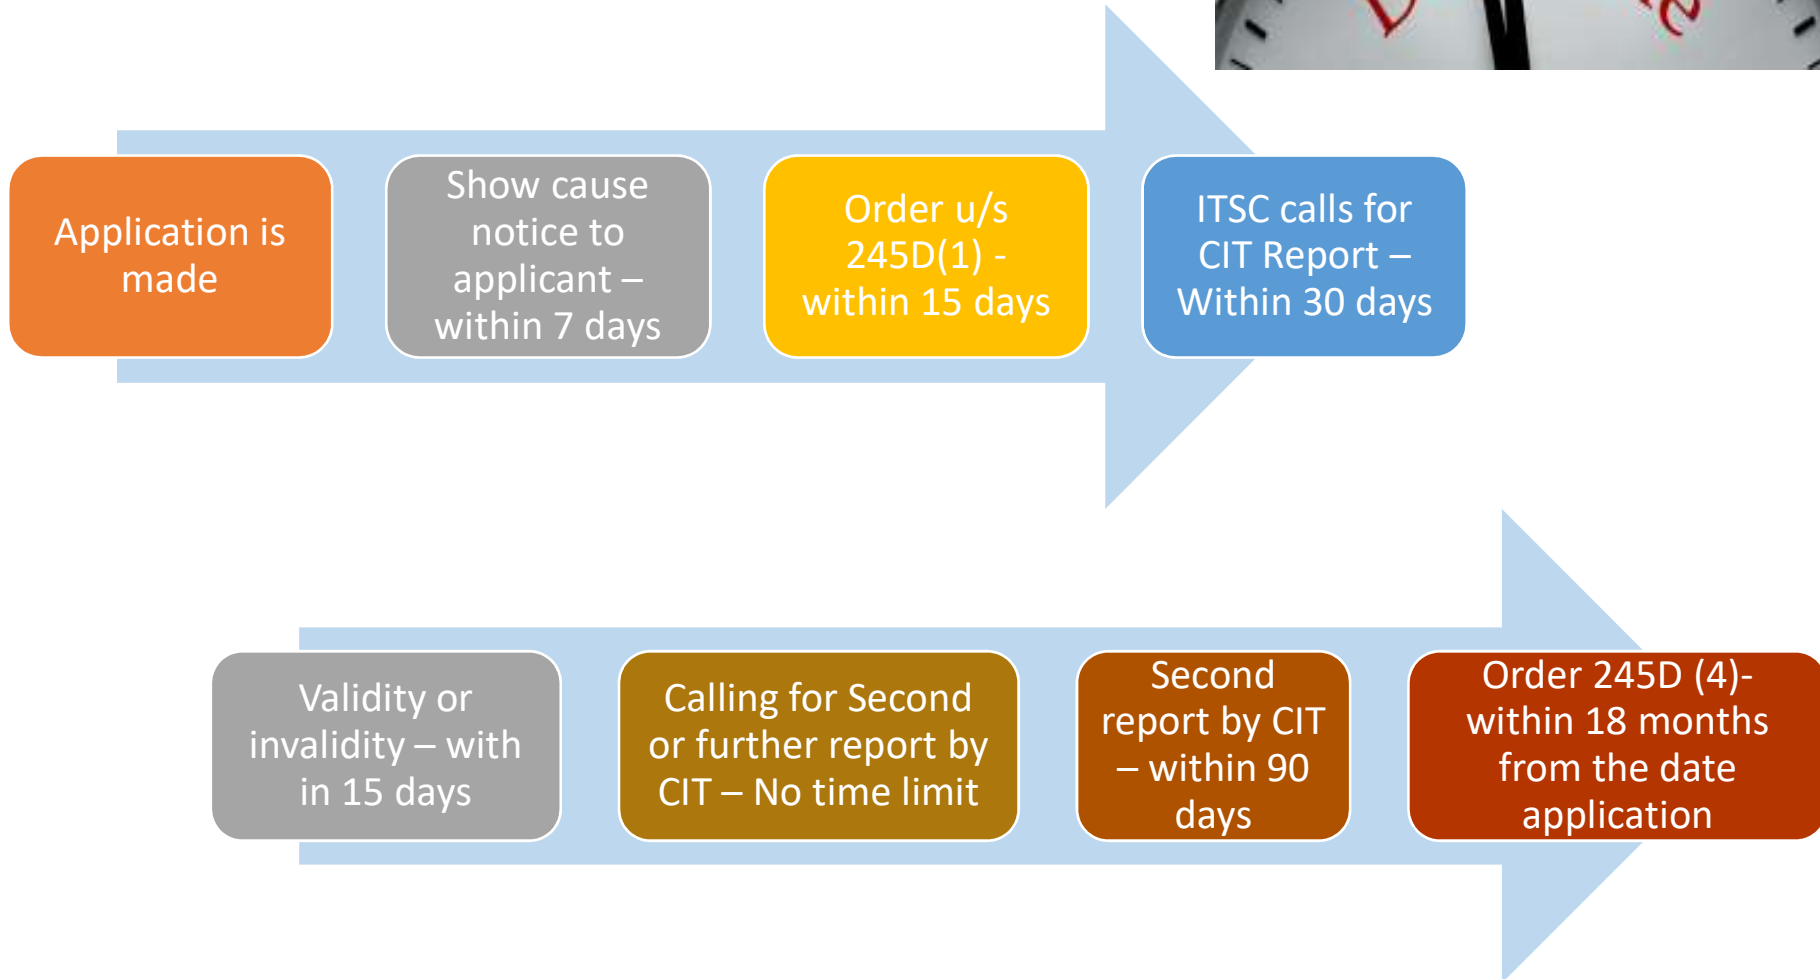 Application is
made
Show cause
notice to
applicant –
within 7 days
Order u/s
245D(1) -
within 15 days
ITSC calls for
CIT Report –
Within 30 days
Validity or
invalidity – with
in 15 days
Calling for Second
or further report by
CIT – No time limit
Second
report by CIT
– within 90
days
Order 245D (4)-
within 18 months
from the date
application